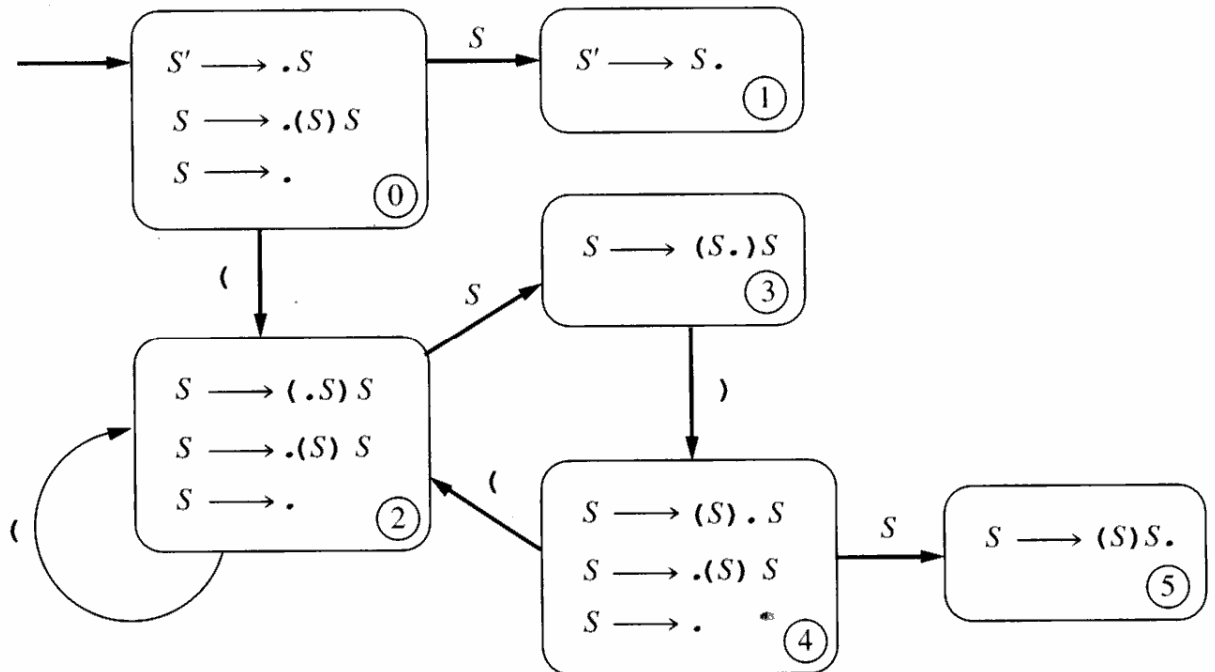 S′ ⟶ .S
S ⟶ .(S)S
S ⟶ .
0
S
S′ ⟶ S.
1
(
S
S ⟶ (S.)S
3
S ⟶ (.S)S
S ⟶ .(S) S
S ⟶ .
2
(
)
(
S ⟶ (S).S
S ⟶ .(S) S
S ⟶ .
4
S
S ⟶ (S)S.
5